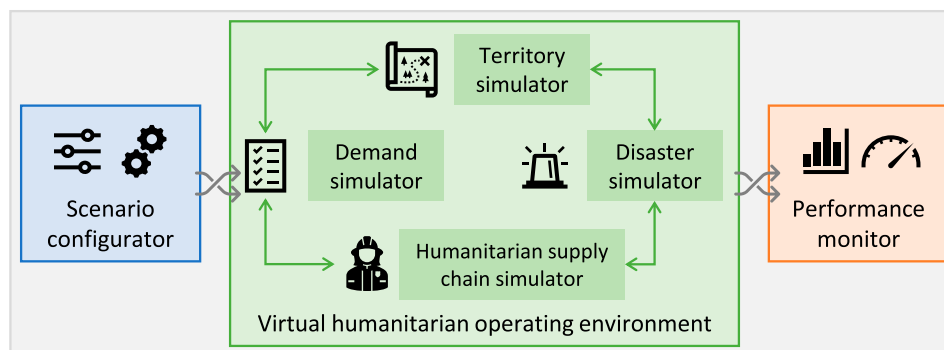 Territory
simulator
Demand
simulator
Disaster
simulator
Scenario
configurator
Performance
monitor
Humanitarian supply
chain simulator
Virtual humanitarian operating environment